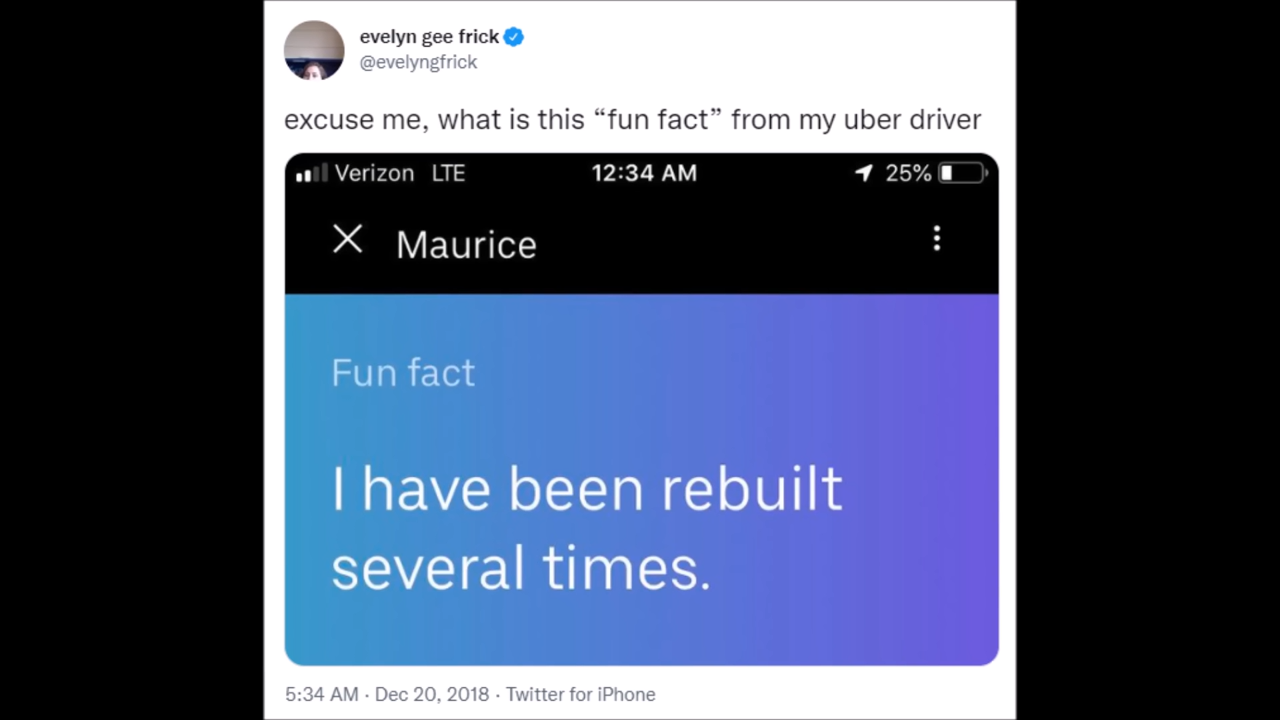 evelyn gee frick
@evelyngfrick
excuse me, what is this “fun fact” from my uber driver
Verizon LTE 12:34 AM 25%
Maurice
Fun fact
I have been rebuilt
several times.
5:34 AM · Dec 20, 2018 · Twitter for iPhone